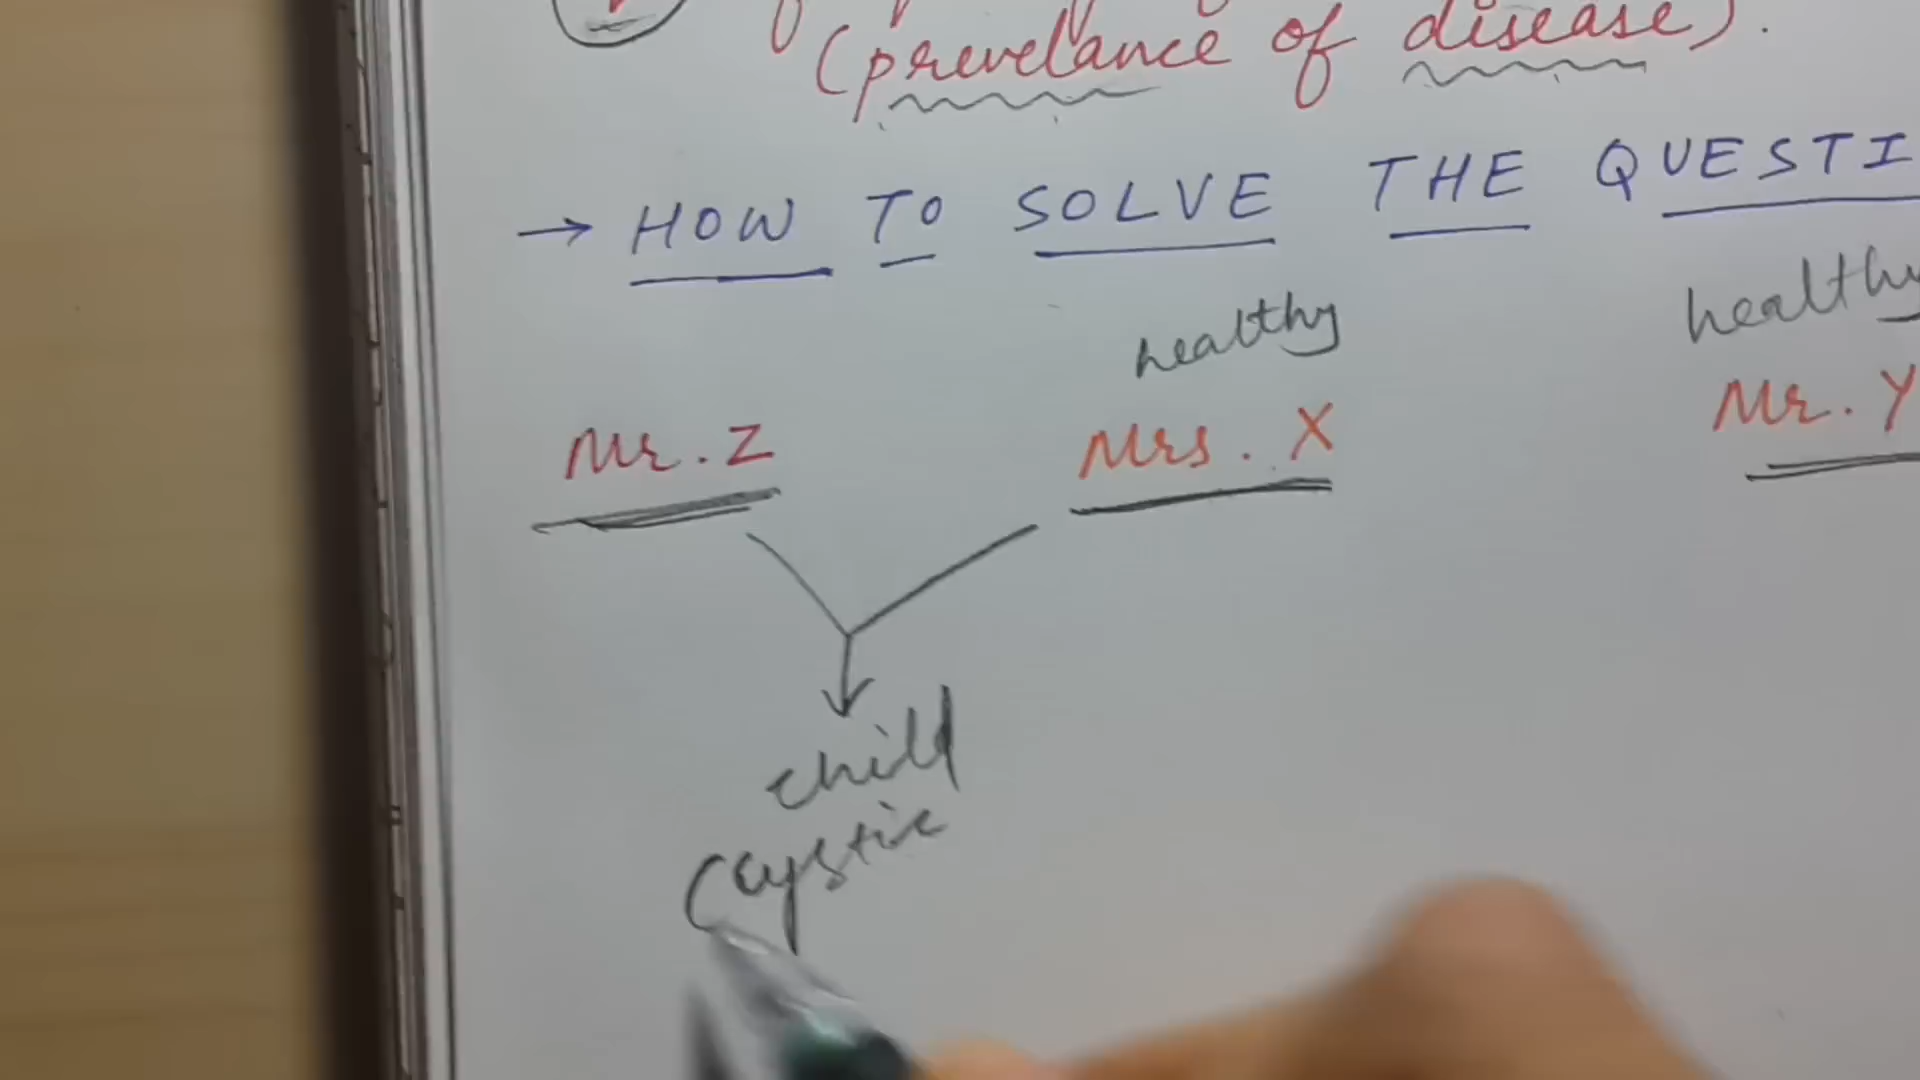 (prevelance of disease).
→ HOW TO SOLVE THE QUESTI
healthy healthy
Mr. Z Mrs. X Mr. Y
child
(cystic